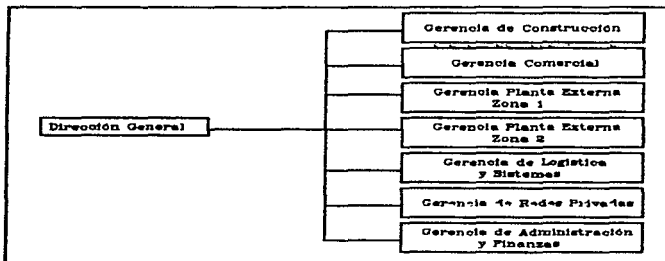 Gerencia de Construcción
Gerencia Comercial
Gerencia Planta Externa
Zona 1
Dirección General
Gerencia Planta Externa
Zona 2
Gerencia de Logística
y Sistemas
Gerencia de Redes Privadas
Gerencia de Administración
y Finanzas